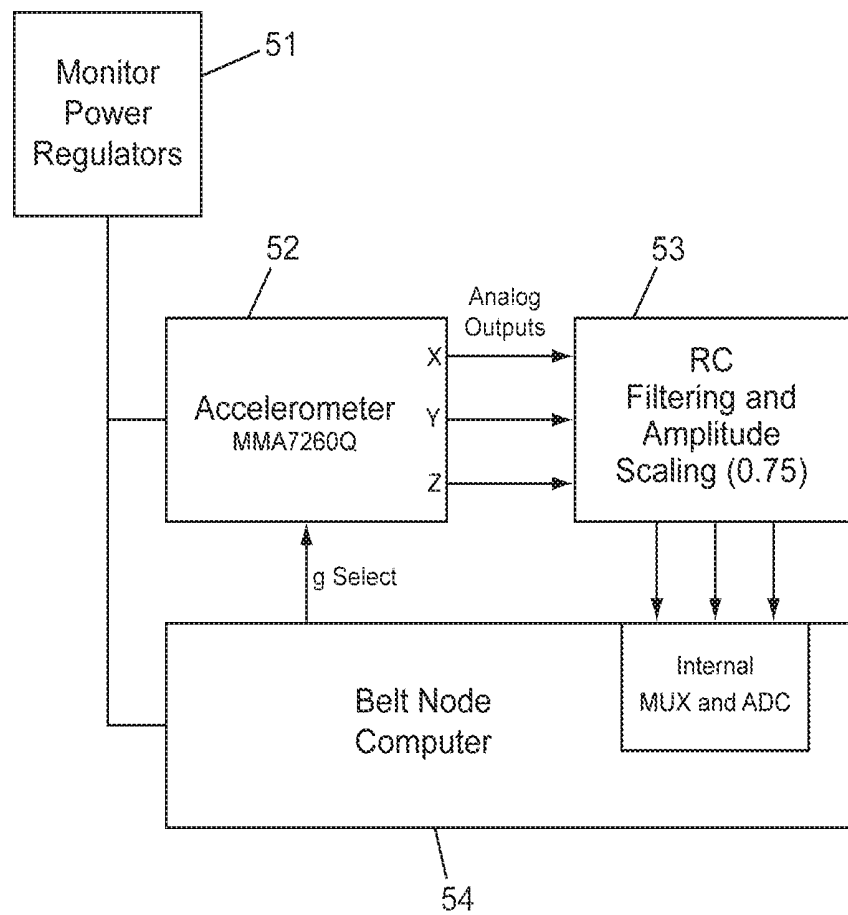 51
Monitor
Power
Regulators
52
53
Analog
Outputs
X
Y
Z
Accelerometer
MMA7260Q
RC
Filtering and
Amplitude
Scaling (0.75)
g Select
Internal
MUX and ADC
Belt Node
Computer
54